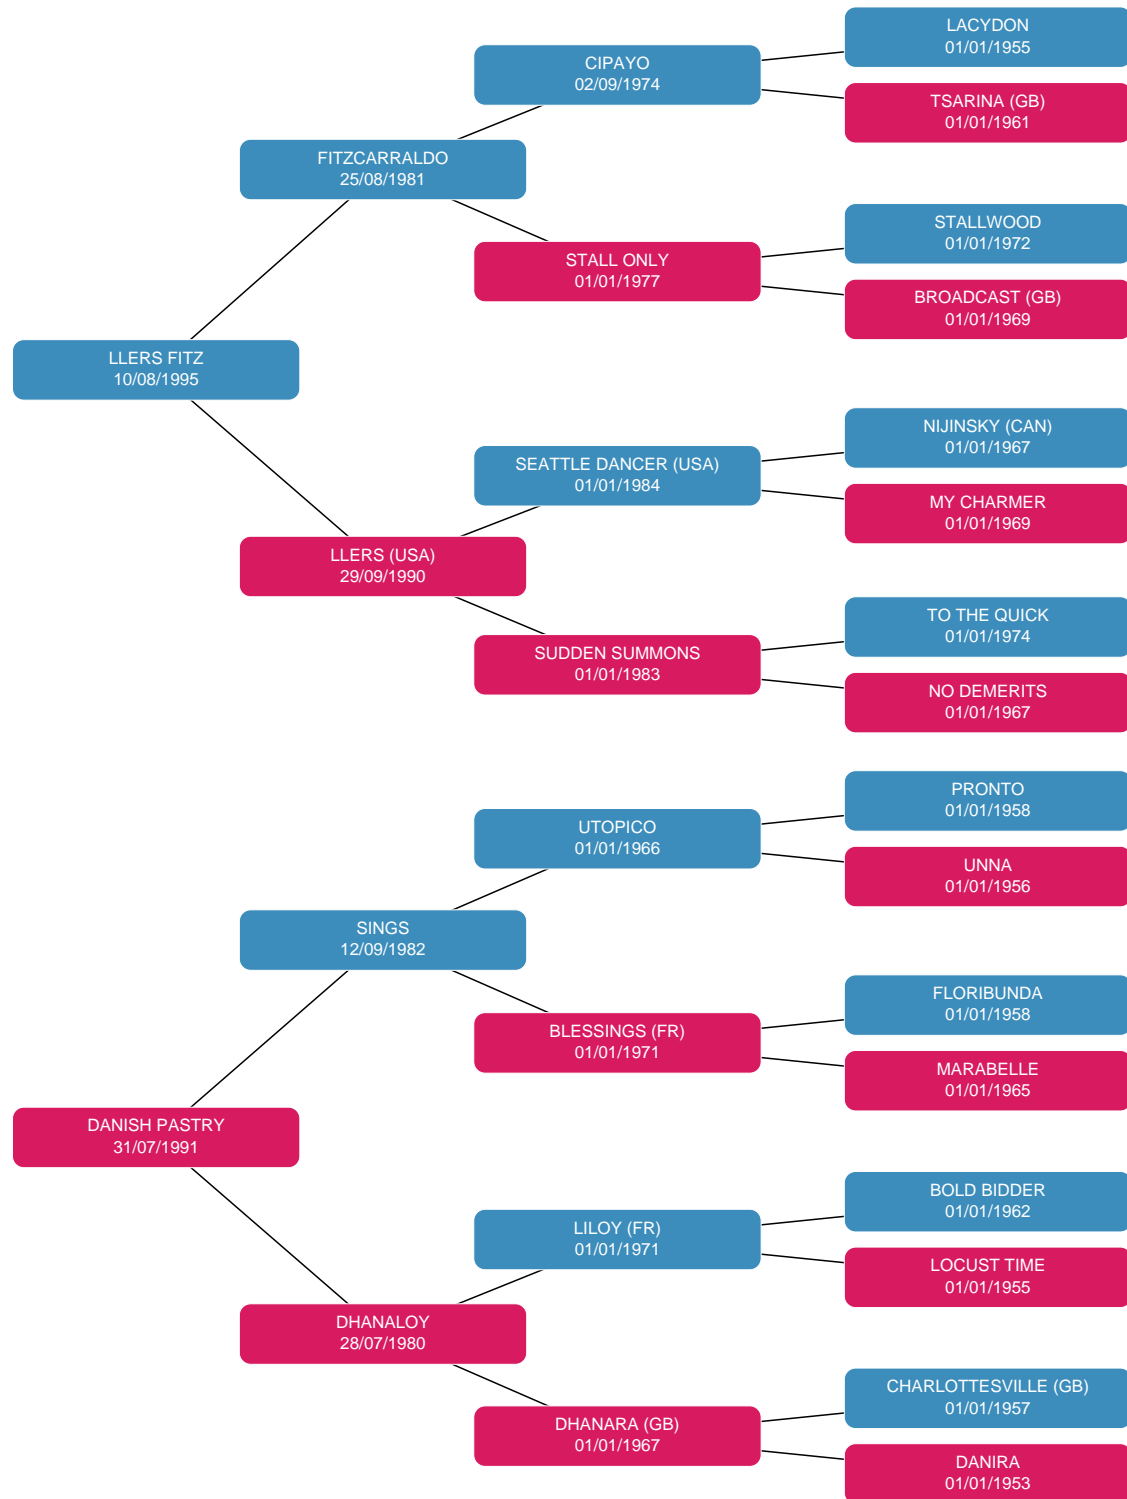 LACYDON
01/01/1955
CIPAYO
02/09/1974
TSARINA (GB)
01/01/1961
FITZCARRALDO
25/08/1981
STALLWOOD
01/01/1972
STALL ONLY
01/01/1977
BROADCAST (GB)
01/01/1969
LLERS FITZ
10/08/1995
NIJINSKY (CAN)
01/01/1967
SEATTLE DANCER (USA)
01/01/1984
MY CHARMER
01/01/1969
LLERS (USA)
29/09/1990
TO THE QUICK
01/01/1974
SUDDEN SUMMONS
01/01/1983
NO DEMERITS
01/01/1967
PRONTO
01/01/1958
UTOPICO
01/01/1966
UNNA
01/01/1956
SINGS
12/09/1982
FLORIBUNDA
01/01/1958
BLESSINGS (FR)
01/01/1971
MARABELLE
01/01/1965
DANISH PASTRY
31/07/1991
BOLD BIDDER
01/01/1962
LILOY (FR)
01/01/1971
LOCUST TIME
01/01/1955
DHANALOY
28/07/1980
CHARLOTTESVILLE (GB)
01/01/1957
DHANARA (GB)
01/01/1967
DANIRA
01/01/1953